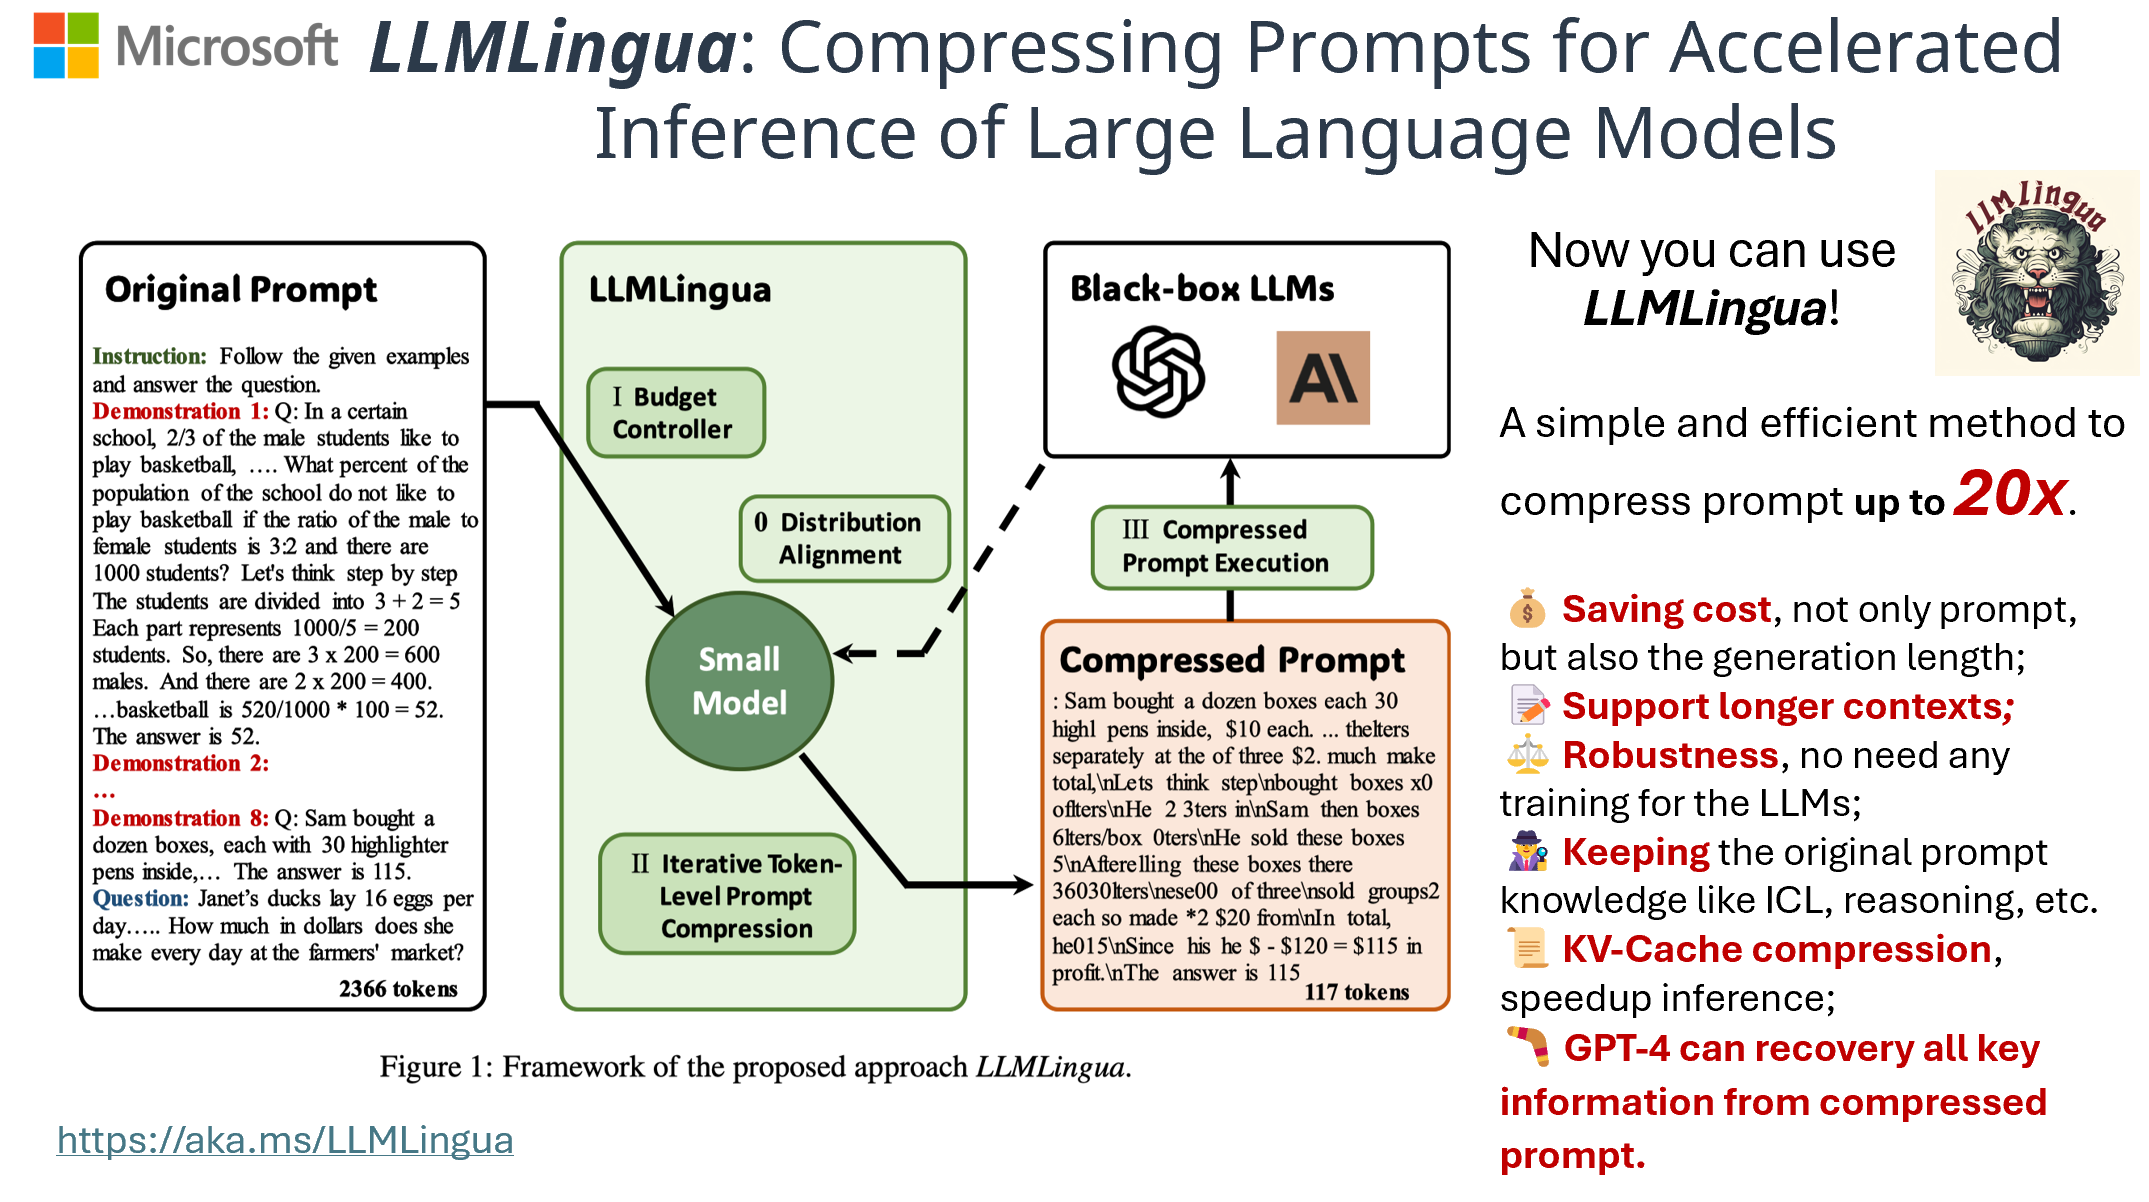 Microsoft
LLMLingua: Compressing Prompts for Accelerated
Inference of Large Language Models
Original Prompt
Instruction: Follow the given examples
and answer the question.
Demonstration 1: Q: In a certain
school, 2/3 of the male students like to
play basketball, …. What percent of the
population of the school do not like to
play basketball if the ratio of the male to
female students is 3:2 and there are
1000 students? Let's think step by step
The students are divided into 3 + 2 = 5
Each part represents 1000/5 = 200
students. So, there are 3 x 200 = 600
males. And there are 2 x 200 = 400.
…basketball is 520/1000 * 100 = 52.
The answer is 52.
Demonstration 2:
…
Demonstration 8: Q: Sam bought a
dozen boxes, each with 30 highlighter
pens inside,… The answer is 115.
Question: Janet’s ducks lay 16 eggs per
day….. How much in dollars does she
make every day at the farmers' market?
2366 tokens
LLMLingua
I Budget
Controller
0 Distribution
Alignment
Small
Model
II Iterative Token-
Level Prompt
Compression
Black-box LLMs
AI
III Compressed
Prompt Execution
Compressed Prompt
: Sam bought a dozen boxes each 30
highl pens inside, $10 each. ... thelters
separately at the of three $2. much make
total,\nLets think step\nbought boxes x0
oflters\nHe 2 3ters in\nSam then boxes
6lters/box 0ters\nHe sold these boxes
5\nAfterelling these boxes there
36030lters\nese00 of three\nsold groups2
each so made *2 $20 from\nIn total,
he015\nSince his he $ - $120 = $115 in
profit.\nThe answer is 115
117 tokens
Figure 1: Framework of the proposed approach LLMLingua.
https://aka.ms/LLMLingua
LLMLingua
Now you can use
LLMLingua!
A simple and efficient method to
compress prompt up to 20x.
Saving cost, not only prompt,
but also the generation length;
Support longer contexts;
Robustness, no need any
training for the LLMs;
Keeping the original prompt
knowledge like ICL, reasoning, etc.
KV-Cache compression,
speedup inference;
GPT-4 can recovery all key
information from compressed
prompt.